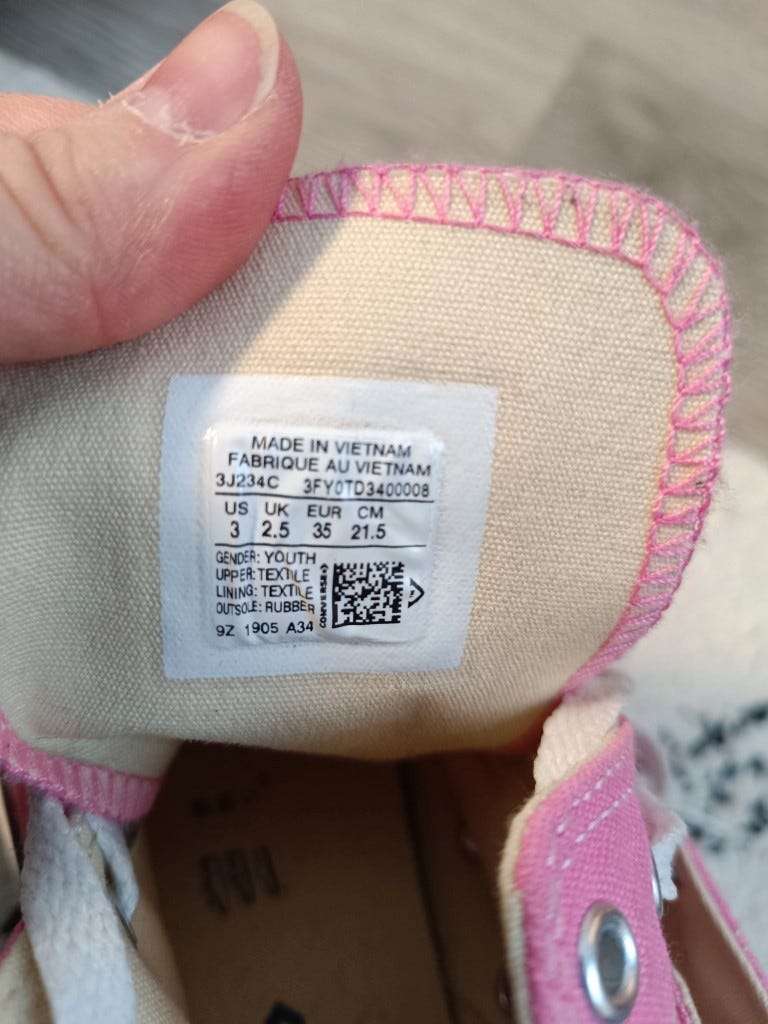 MADE IN VIETNAM
FABRIQUE AU VIETNAM
3J234C 3FY0TD3400008
US UK EUR CM
3 2.5 35 21.5
GENDER: YOUTH
UPPER: TEXTILE
LINING: TEXTILE
OUTSOLE: RUBBER
CONVERSE
9Z 1905 A34